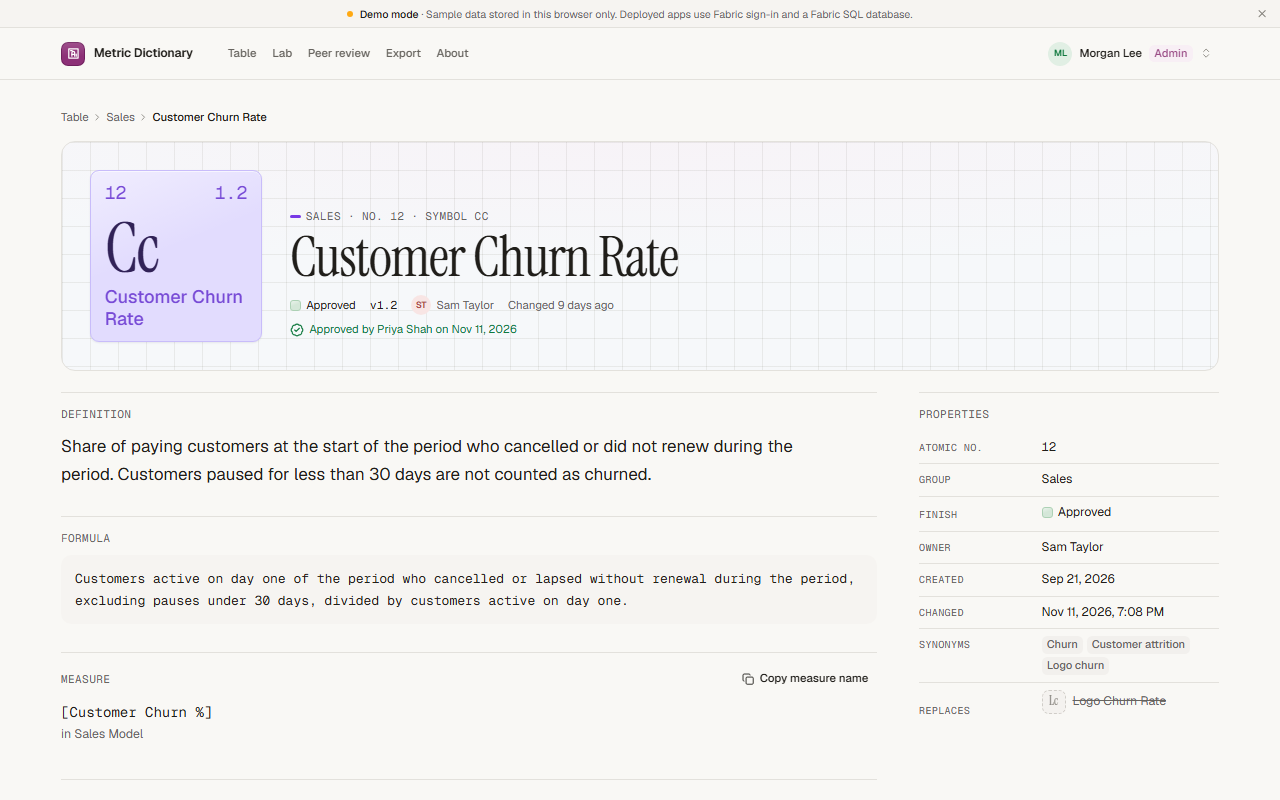 Demo mode · Sample data stored in this browser only. Deployed apps use Fabric sign-in and a Fabric SQL database.
Metric Dictionary
Table
Lab
Peer review
Export
About
ML
Morgan Lee
Admin
Table > Sales > Customer Churn Rate
12
1.2
Cc
Customer Churn
Rate
SALES · NO. 12 · SYMBOL CC
Customer Churn Rate
Approved
v1.2
ST
Sam Taylor
Changed 9 days ago
Approved by Priya Shah on Nov 11, 2026
DEFINITION
Share of paying customers at the start of the period who cancelled or did not renew during the
period. Customers paused for less than 30 days are not counted as churned.
FORMULA
Customers active on day one of the period who cancelled or lapsed without renewal during the period,
excluding pauses under 30 days, divided by customers active on day one.
MEASURE
Copy measure name
[Customer Churn %]
in Sales Model
PROPERTIES
ATOMIC NO. 12
GROUP Sales
FINISH Approved
OWNER Sam Taylor
CREATED Sep 21, 2026
CHANGED Nov 11, 2026, 7:08 PM
SYNONYMS Churn Customer attrition
Logo churn
REPLACES Lc Logo Churn Rate